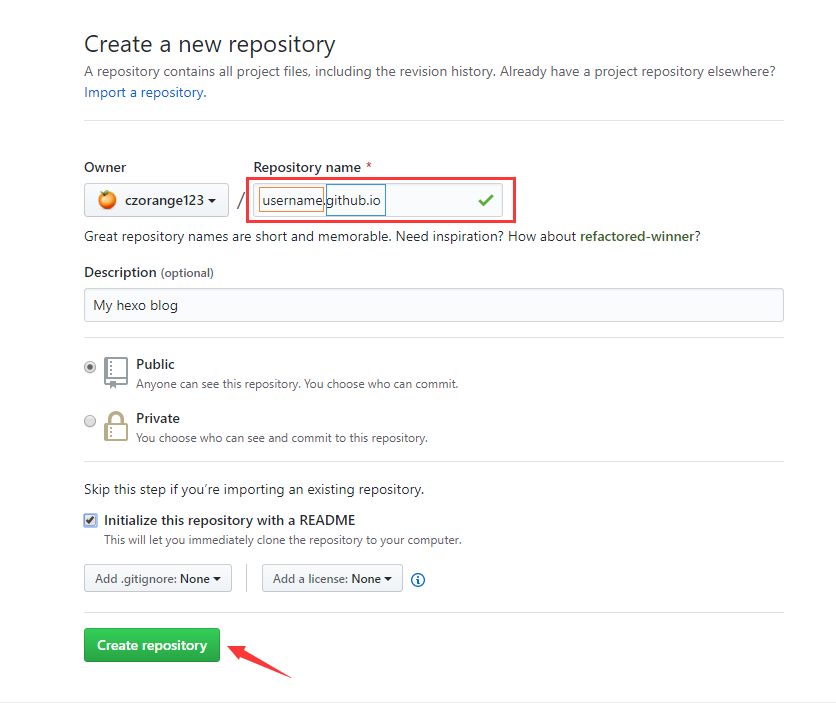 Create a new repository
A repository contains all project files, including the revision history. Already have a project repository elsewhere?
Import a repository.
Owner Repository name *
czorange123 / username.github.io
Great repository names are short and memorable. Need inspiration? How about refactored-winner?
Description (optional)
My hexo blog
Public
Anyone can see this repository. You choose who can commit.
Private
You choose who can see and commit to this repository.
Skip this step if you’re importing an existing repository.
Initialize this repository with a README
This will let you immediately clone the repository to your computer.
Add .gitignore: None Add a license: None
Create repository